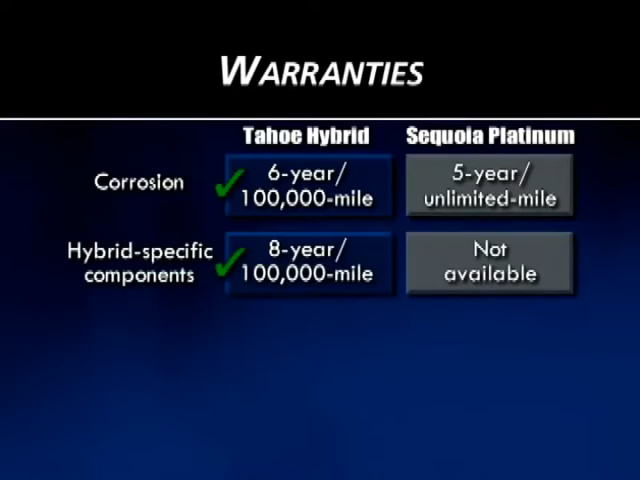 WARRANTIES
Tahoe Hybrid Sequoia Platinum
Corrosion 6-year/ 5-year/
100,000-mile unlimited-mile
Hybrid-specific 8-year/ Not
components 100,000-mile available